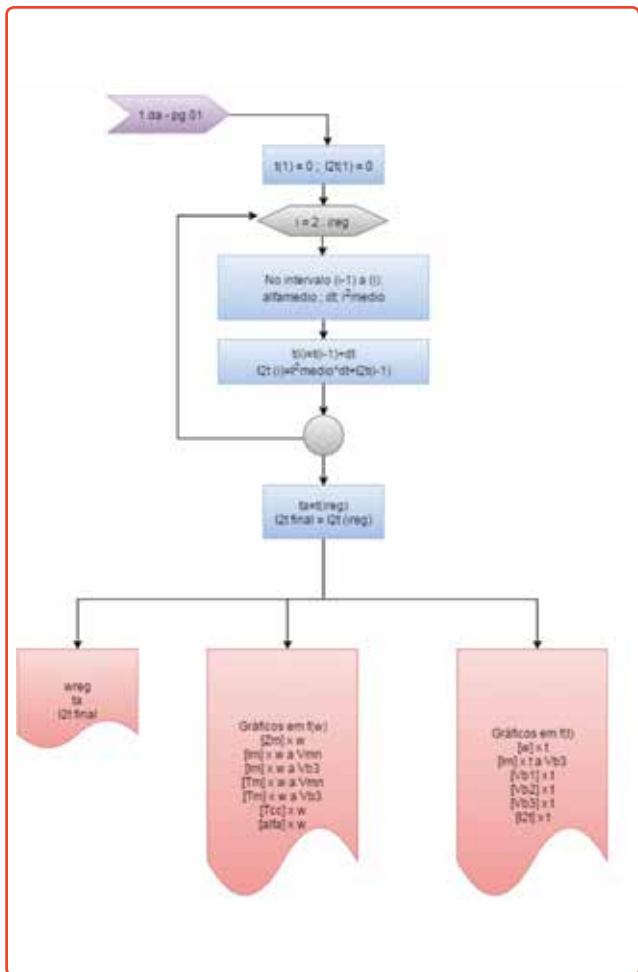 1 da - pg 01
t(1) = 0 ; I2t(1) = 0
i = 2 : ireg
No intervalo (i-1) a (i):
alfamedio ; dt; i²medio
t(i)=t(i-1)+dt
I2t (i)=i²medio*dt+I2t(i-1)
ta=t(ireg)
I2t final = I2t (ireg)
wreg
ta
I2t final
Gráficos em f(w)
[Zm] x w
[Im] x w a Vmn
[Im] x w a Vb3
[Tm] x w a Vmn
[Tm] x w a Vb3
[Tcc] x w
[alfa] x w
Gráficos em f(t)
[w] x t
[Im] x t a Vb3
[Vb1] x t
[Vb2] x t
[Vb3] x t
[I2t] x t